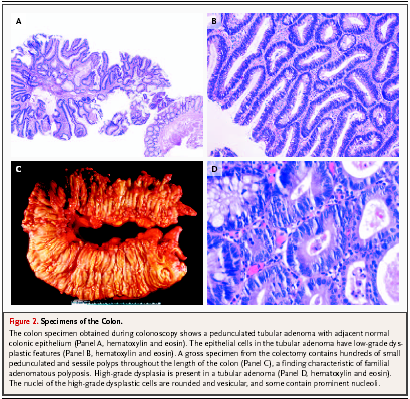 A
B
C
D
Figure 2. Specimens of the Colon.
The colon specimen obtained during colonoscopy shows a pedunculated tubular adenoma with adjacent normal
colonic epithelium (Panel A, hematoxylin and eosin). The epithelial cells in the tubular adenoma have low-grade dys-
plastic features (Panel B, hematoxylin and eosin). A gross specimen from the colectomy contains hundreds of small
pedunculated and sessile polyps throughout the length of the colon (Panel C), a finding characteristic of familial
adenomatous polyposis. High-grade dysplasia is present in a tubular adenoma (Panel D, hematoxylin and eosin).
The nuclei of the high-grade dysplastic cells are rounded and vesicular, and some contain prominent nucleoli.